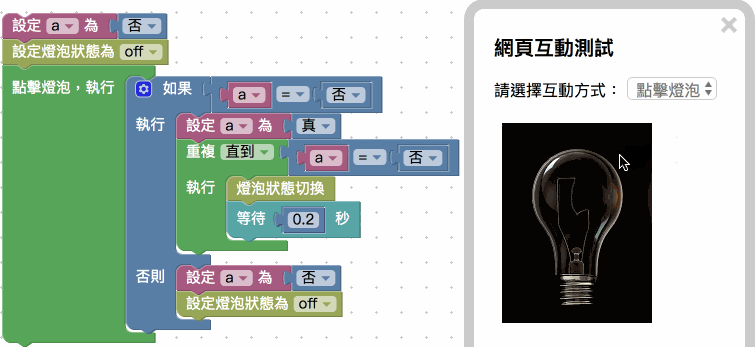 設定 a 為 否
設定燈泡狀態為 off
點擊燈泡，執行
如果 a = 否
執行 設定 a 為 真
重複 直到 a = 否
執行 燈泡狀態切換
等待 0.2 秒
否則 設定 a 為 否
設定燈泡狀態為 off
×
網頁互動測試
請選擇互動方式： 點擊燈泡